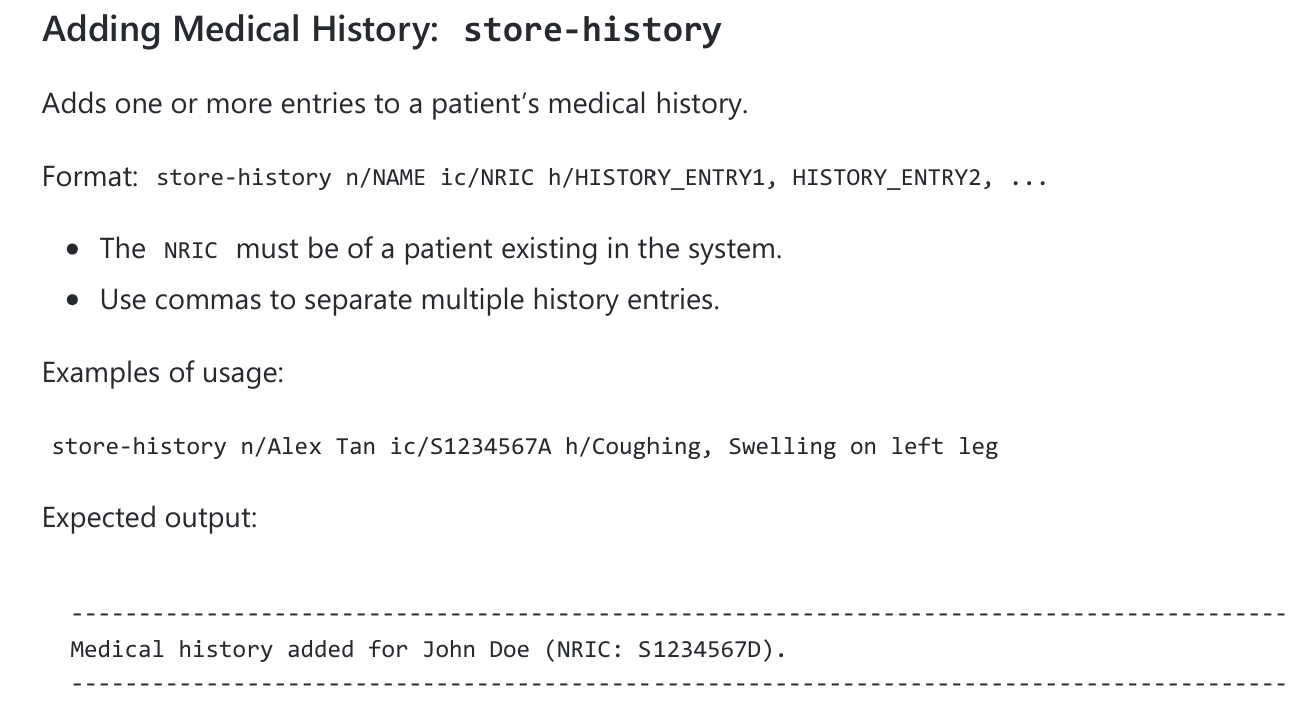 Adding Medical History: store-history
Adds one or more entries to a patient’s medical history.
Format: store-history n/NAME ic/NRIC h/HISTORY_ENTRY1, HISTORY_ENTRY2, ...
• The NRIC must be of a patient existing in the system.
• Use commas to separate multiple history entries.
Examples of usage:
store-history n/Alex Tan ic/S1234567A h/Coughing, Swelling on left leg
Expected output:
------------------------------------------------------------------------------------------
Medical history added for John Doe (NRIC: S1234567D).
------------------------------------------------------------------------------------------